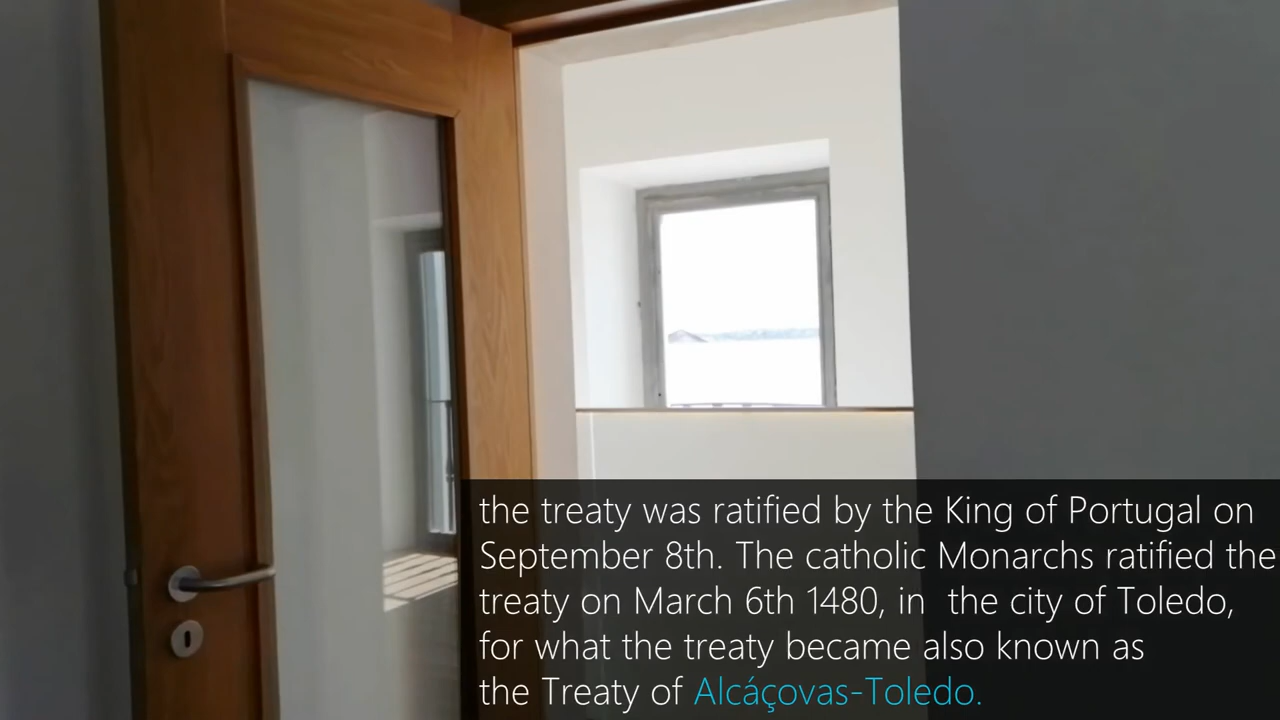 the treaty was ratified by the King of Portugal on
September 8th. The catholic Monarchs ratified the
treaty on March 6th 1480, in  the city of Toledo,
for what the treaty became also known as
the Treaty of Alcáçovas-Toledo.